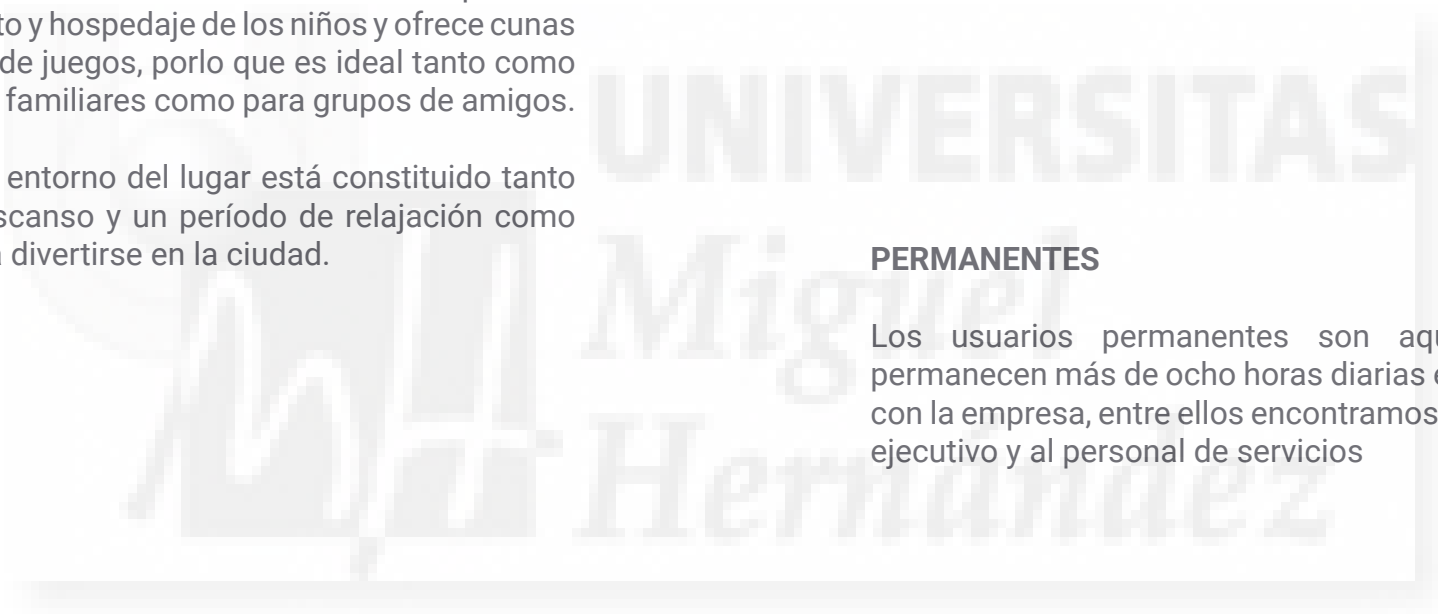 to y hospedaje de los niños y ofrece cunas
de juegos, porlo que es ideal tanto como
familiares como para grupos de amigos.
entorno del lugar está constituido tanto
scanso y un período de relajación como
divertirse en la ciudad.
UNIVERSITAS
Miguel
Hernández
PERMANENTES
Los usuarios permanentes son aqu
permanecen más de ocho horas diarias e
con la empresa, entre ellos encontramos
ejecutivo y al personal de servicios